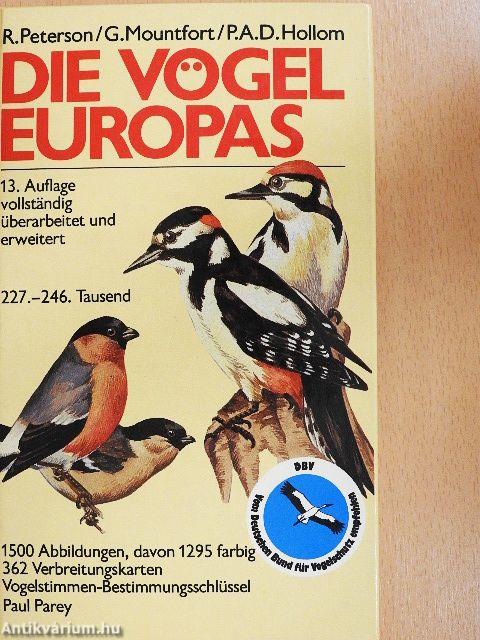 R.Peterson/G.Mountfort/P.A.D.Hollom
DIE VÖGEL
EUROPAS
13. Auflage
vollständig
überarbeitet und
erweitert
227.–246. Tausend
DBV
Vom Deutschen Bund für Vogelschutz empfohlen
1500 Abbildungen, davon 1295 farbig
362 Verbreitungskarten
Vogelstimmen-Bestimmungsschlüssel
Paul Parey
Antikvárium.hu